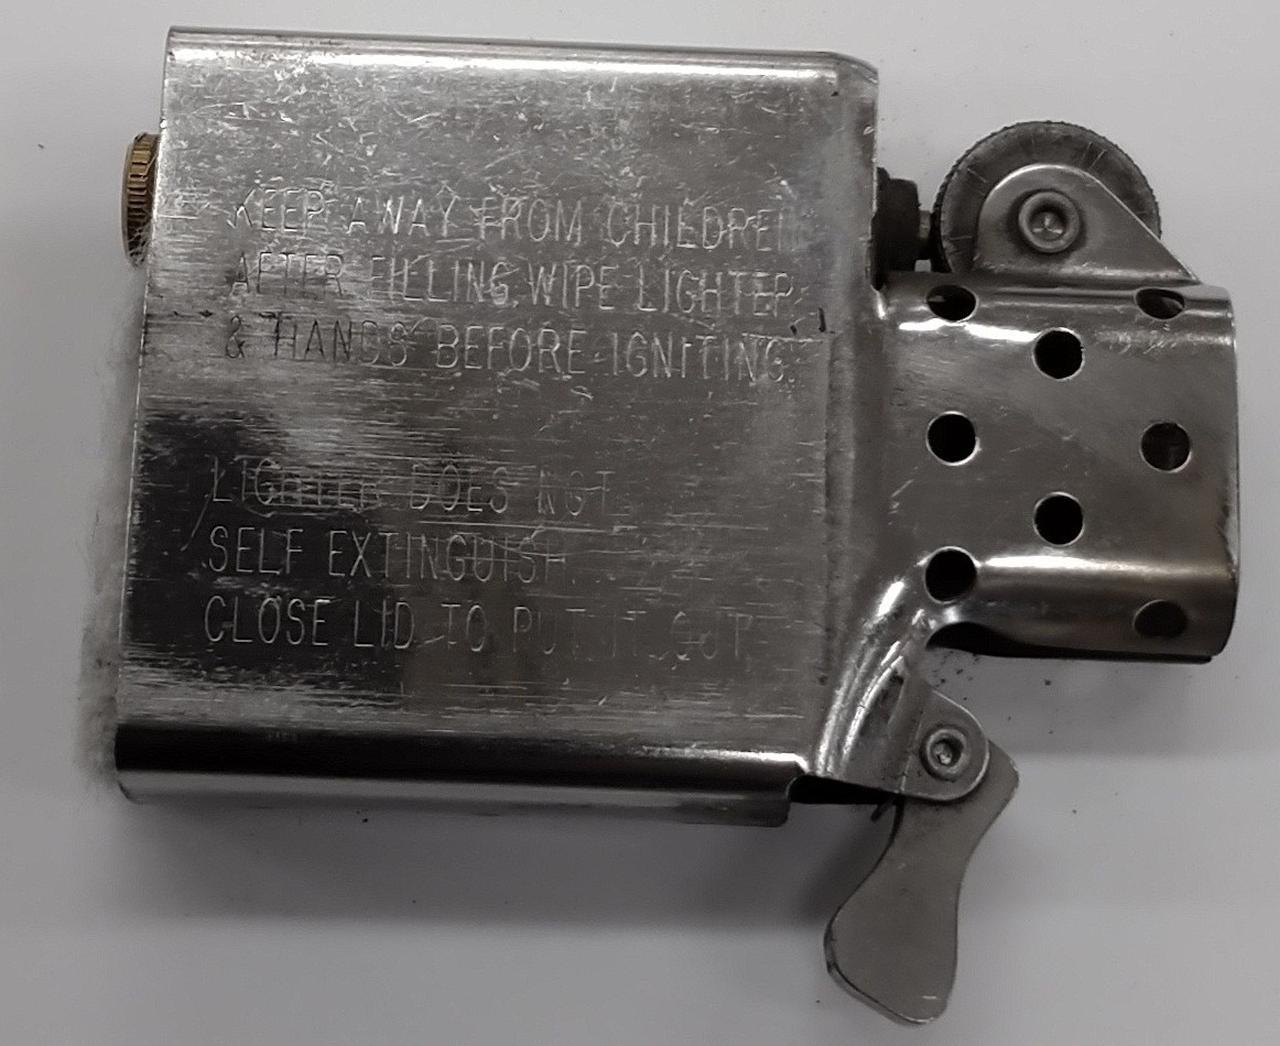 KEEP AWAY FROM CHILDREN
AFTER FILLING, WIPE LIGHTER
& HANDS BEFORE IGNITING.
LIGHTER DOES NOT
SELF EXTINGUISH.
CLOSE LID TO PUT IT OUT